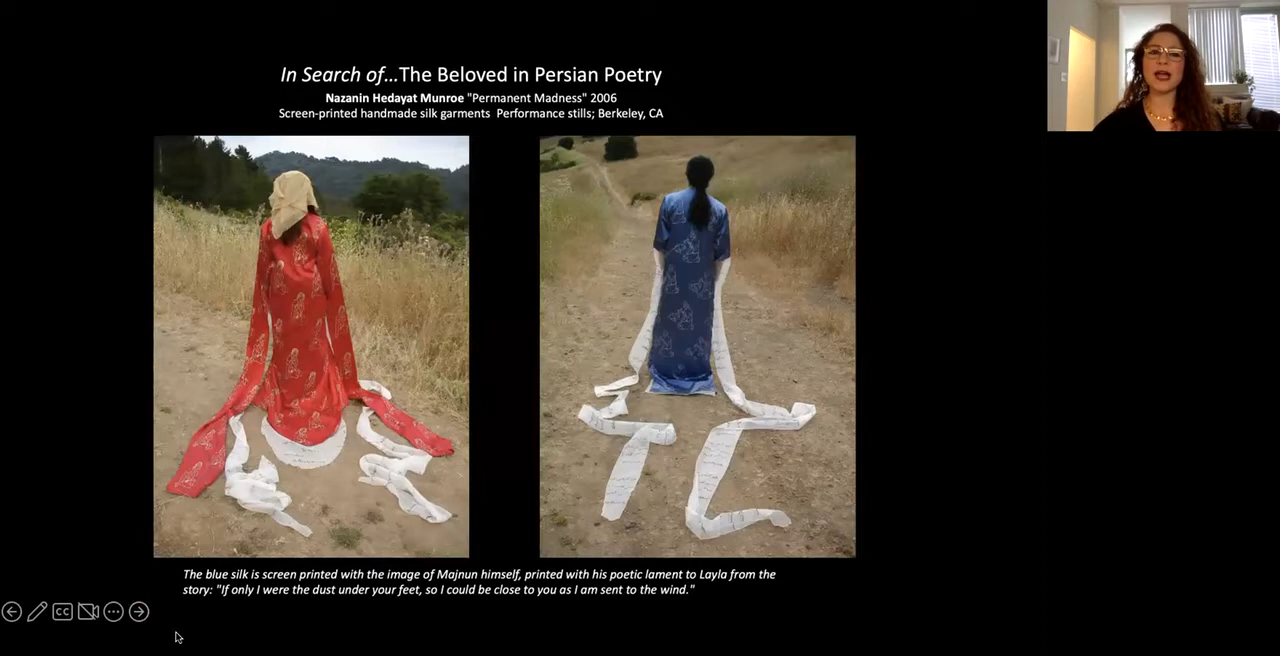 In Search of...The Beloved in Persian Poetry
Nazanin Hedayat Munroe "Permanent Madness" 2006
Screen-printed handmade silk garments Performance stills; Berkeley, CA
The blue silk is screen printed with the image of Majnun himself, printed with his poetic lament to Layla from the
story: "If only I were the dust under your feet, so I could be close to you as I am sent to the wind."
CC